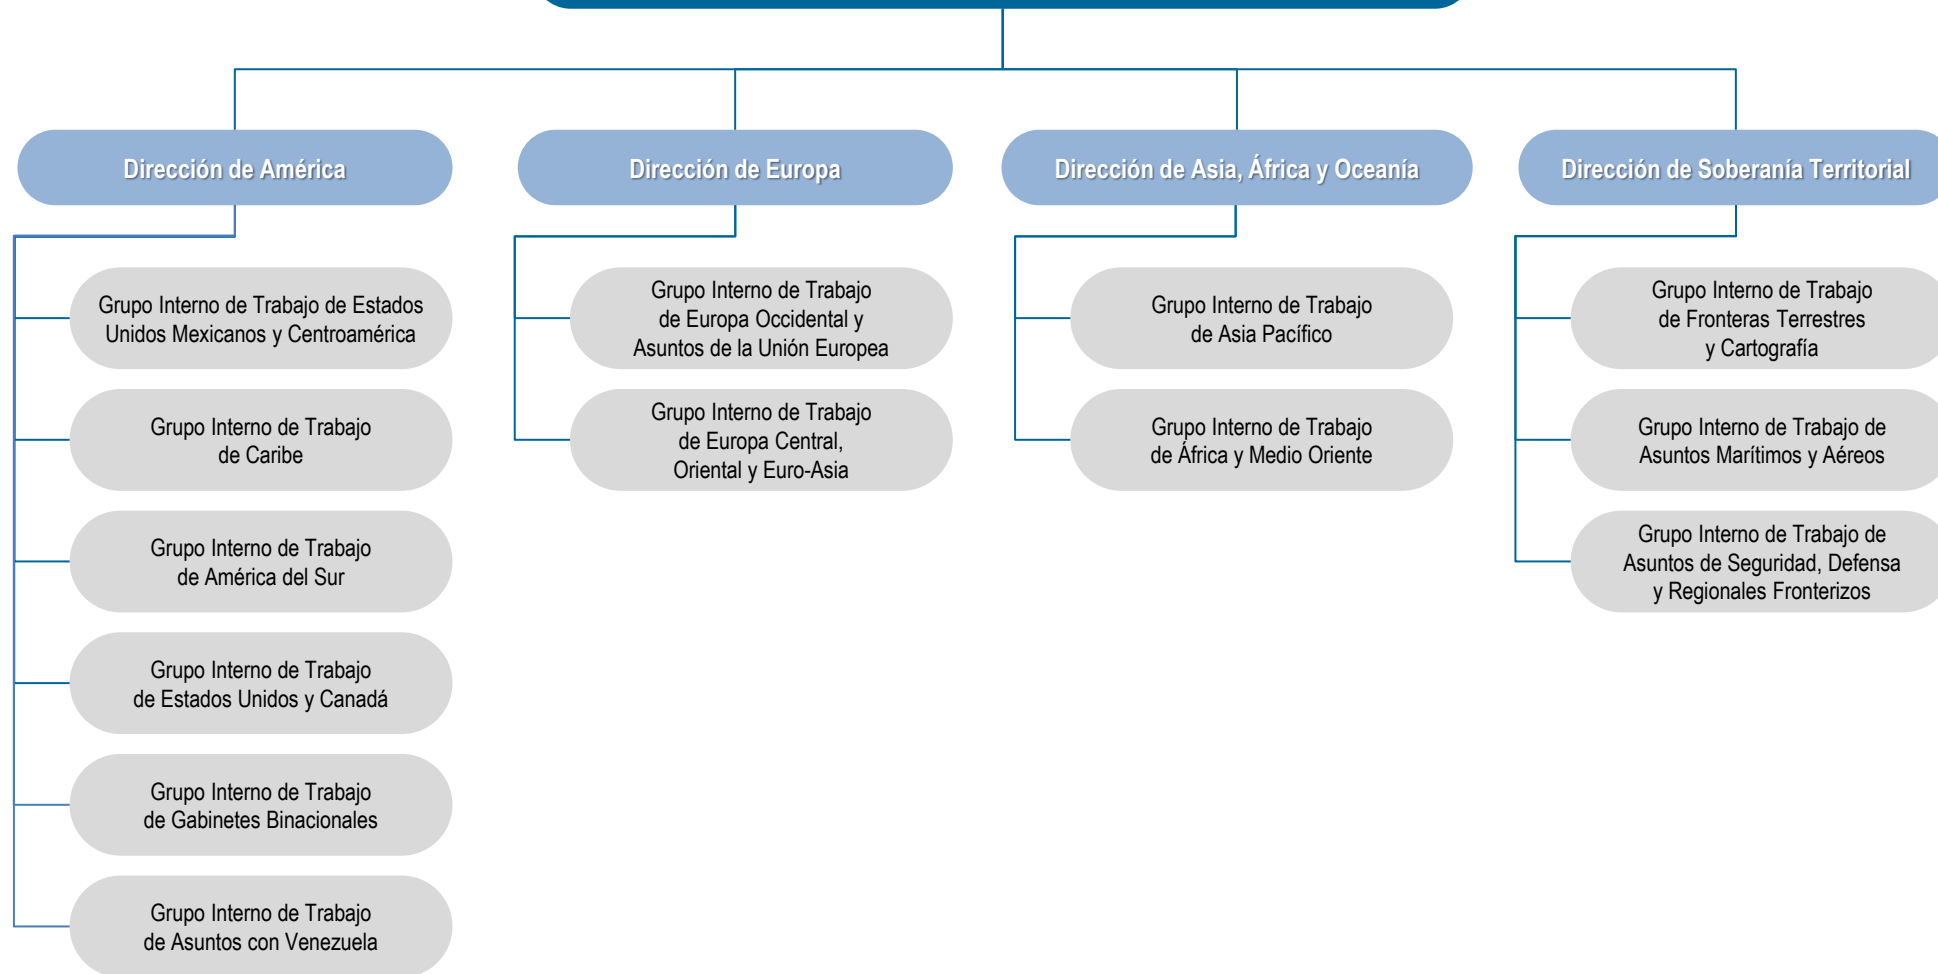 Dirección de América
Dirección de Europa
Dirección de Asia, África y Oceanía
Dirección de Soberanía Territorial
Grupo Interno de Trabajo de Estados
Unidos Mexicanos y Centroamérica
Grupo Interno de Trabajo
de Caribe
Grupo Interno de Trabajo
de América del Sur
Grupo Interno de Trabajo
de Estados Unidos y Canadá
Grupo Interno de Trabajo
de Gabinetes Binacionales
Grupo Interno de Trabajo
de Asuntos con Venezuela
Grupo Interno de Trabajo
de Europa Occidental y
Asuntos de la Unión Europea
Grupo Interno de Trabajo
de Europa Central,
Oriental y Euro-Asia
Grupo Interno de Trabajo
de Asia Pacífico
Grupo Interno de Trabajo
de África y Medio Oriente
Grupo Interno de Trabajo
de Fronteras Terrestres
y Cartografía
Grupo Interno de Trabajo de
Asuntos Marítimos y Aéreos
Grupo Interno de Trabajo de
Asuntos de Seguridad, Defensa
y Regionales Fronterizos